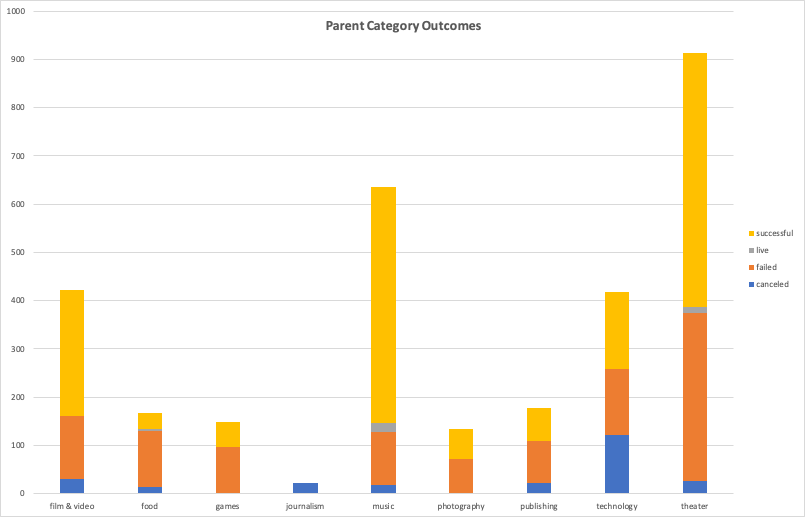 Parent Category Outcomes
1000
900
800
700
600
500
400
300
200
100
0
film & video food games journalism music photography publishing technology theater
successful
live
failed
canceled